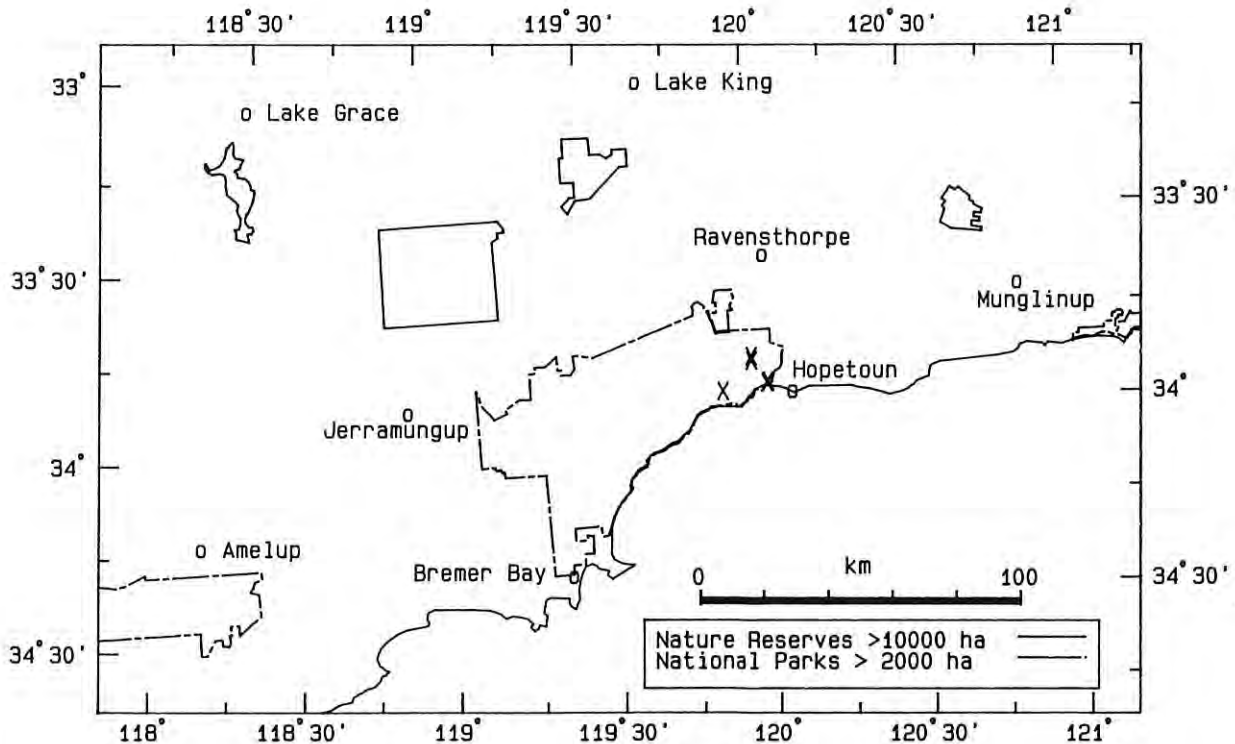 118°30' 119° 119°30' 120° 120°30' 121°
33°
o Lake King
o Lake Grace
33°30'
Ravensthorpe
33°30'
Munglinup
Hopetoun
34°
Jerramungup
34°
o Amelup
km
Bremer Bay
0 100
34°30'
Nature Reserves >10000 ha
National Parks > 2000 ha
34°30'
118° 118°30' 119° 119°30' 120° 120°30' 121°
X
X
X